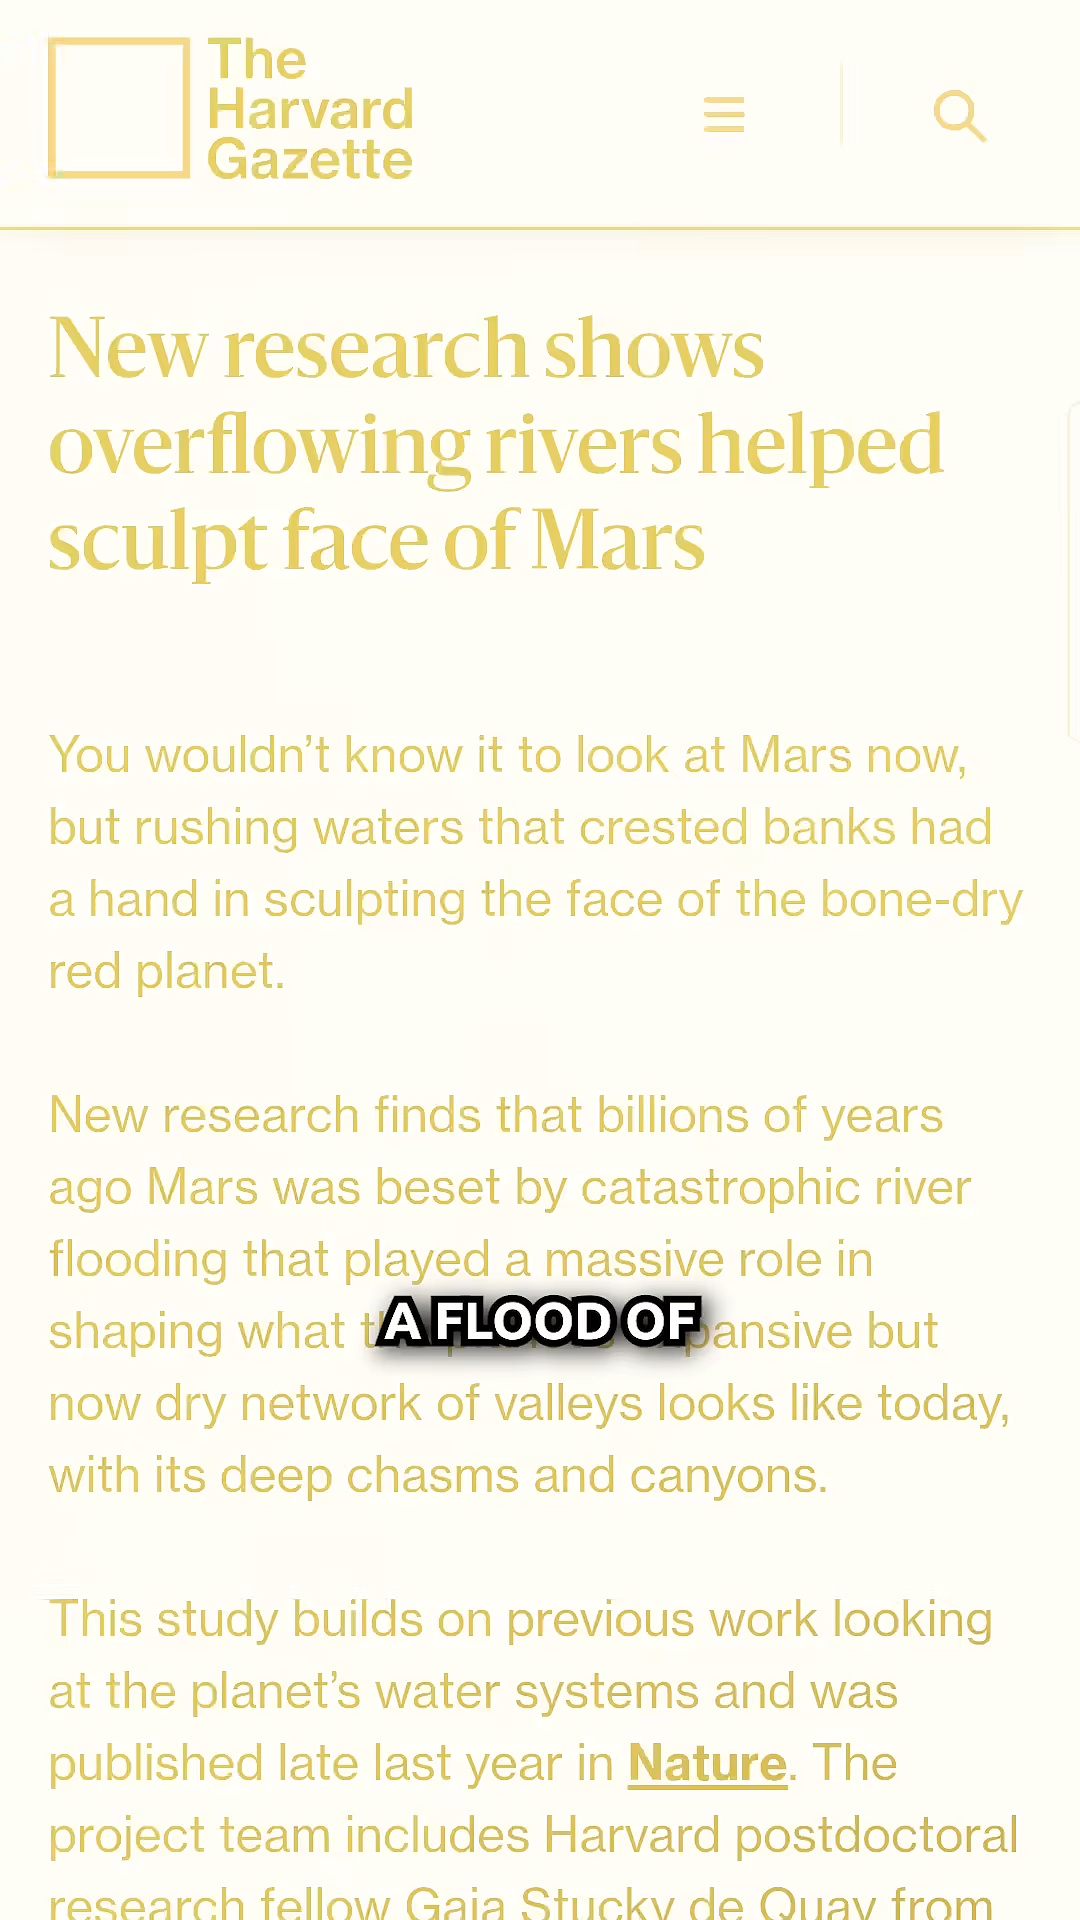 The
Harvard
Gazette
New research shows
overflowing rivers helped
sculpt face of Mars
You wouldn’t know it to look at Mars now,
but rushing waters that crested banks had
a hand in sculpting the face of the bone-dry
red planet.
New research finds that billions of years
ago Mars was beset by catastrophic river
flooding that played a massive role in
shaping what but
A FLOOD OF
now dry network of valleys looks like today,
with its deep chasms and canyons.
This study builds on previous work looking
at the planet’s water systems and was
published late last year in Nature. The
project team includes Harvard postdoctoral
research fellow Gaia Stucky de Quay from